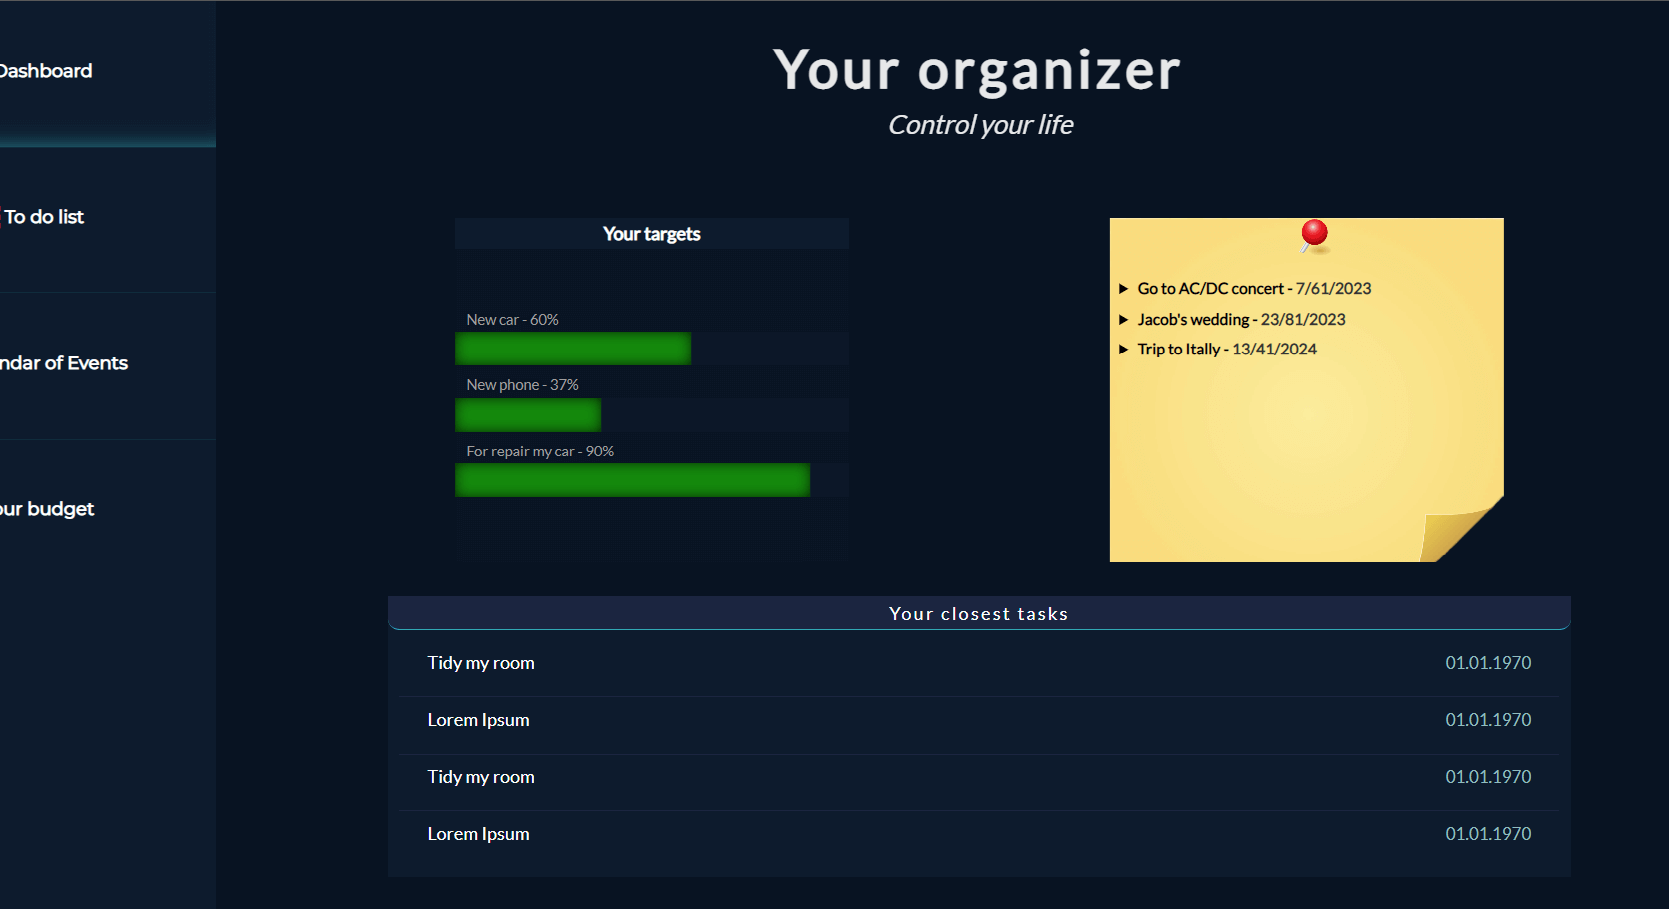 Dashboard
To do list
ndar of Events
our budget
Your organizer
Control your life
Your targets
New car - 60%
New phone - 37%
For repair my car - 90%
Go to AC/DC concert - 7/61/2023
Jacob's wedding - 23/81/2023
Trip to Itally - 13/41/2024
Your closest tasks
Tidy my room 01.01.1970
Lorem Ipsum 01.01.1970
Tidy my room 01.01.1970
Lorem Ipsum 01.01.1970